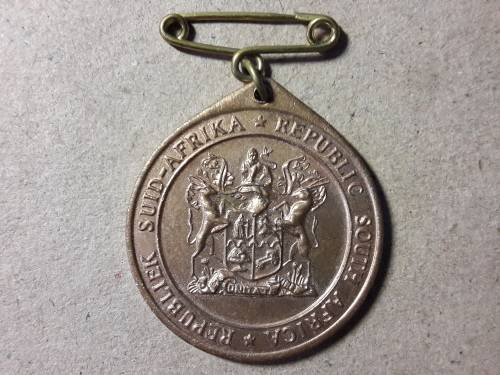 REPUBLIEK SUID-AFRIKA ★ REPUBLIC SOUTH AFRICA ★